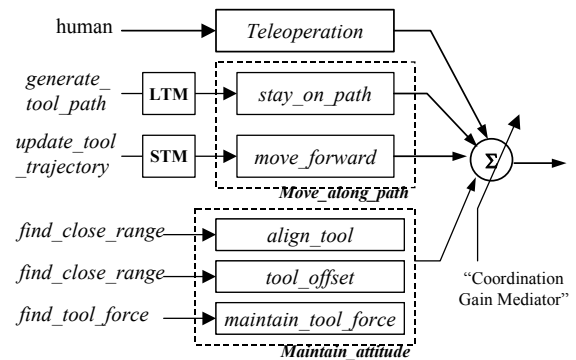 human
Teleoperation
generate_
tool_path
LTM
stay_on_path
update_tool
_trajectory
STM
move_forward
Σ
Move_along_path
find_close_range
align_tool
find_close_range
tool_offset
find_tool_force
maintain_tool_force
Maintain_attitude
“Coordination
Gain Mediator”